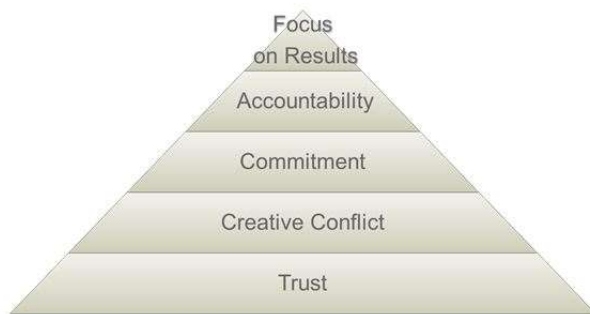 Focus
on Results
Accountability
Commitment
Creative Conflict
Trust